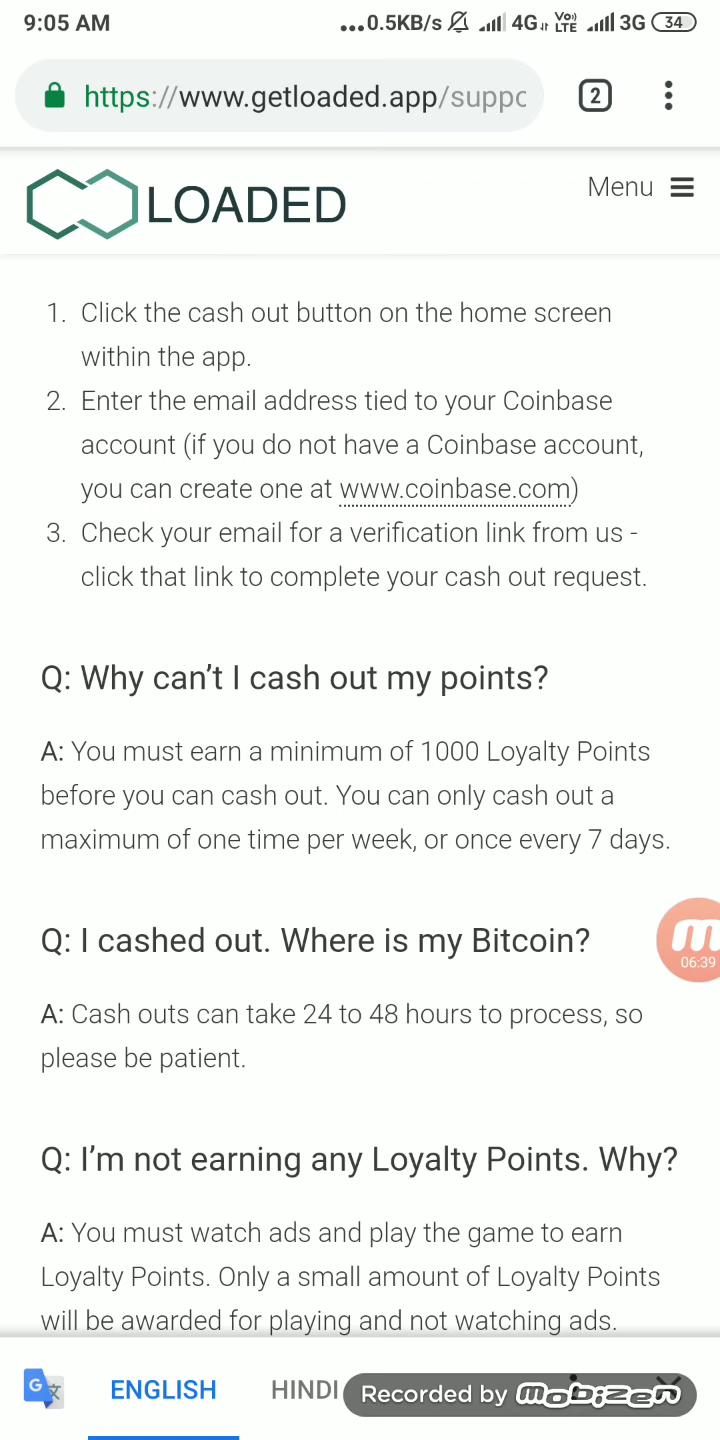 9:05 AM ...0.5KB/s 4G VoLTE 3G 34
https://www.getloaded.app/suppo 2
LOADED Menu
1. Click the cash out button on the home screen
within the app.
2. Enter the email address tied to your Coinbase
account (if you do not have a Coinbase account,
you can create one at www.coinbase.com)
3. Check your email for a verification link from us -
click that link to complete your cash out request.
Q: Why can’t I cash out my points?
A: You must earn a minimum of 1000 Loyalty Points
before you can cash out. You can only cash out a
maximum of one time per week, or once every 7 days.
Q: I cashed out. Where is my Bitcoin?
m
06:39
A: Cash outs can take 24 to 48 hours to process, so
please be patient.
Q: I’m not earning any Loyalty Points. Why?
A: You must watch ads and play the game to earn
Loyalty Points. Only a small amount of Loyalty Points
will be awarded for playing and not watching ads.
G 文 ENGLISH HINDI Recorded by mobizen